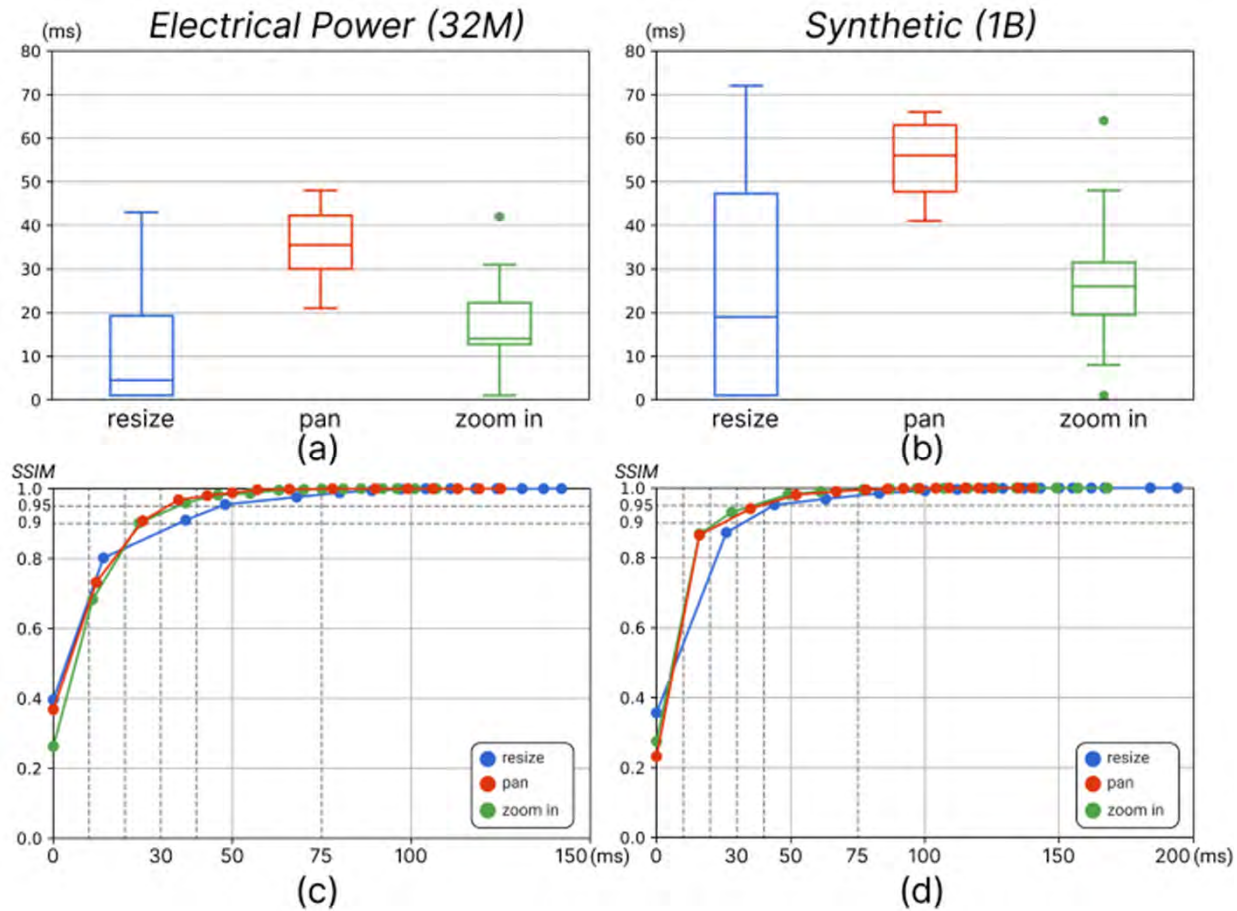 Electrical Power (32M)
(ms)
80
70
60
50
40
30
20
10
0
resize
pan
zoom in
(a)
Synthetic (1B)
(ms)
80
70
60
50
40
30
20
10
0
resize
pan
zoom in
(b)
SSIM
1.0
0.95
0.9
0.8
0.6
0.4
0.2
0.0
resize
pan
zoom in
0 30 50 75 100 150 (ms)
(c)
SSIM
1.0
0.95
0.9
0.8
0.6
0.4
0.2
0.0
resize
pan
zoom in
0 30 50 75 100 150 200 (ms)
(d)